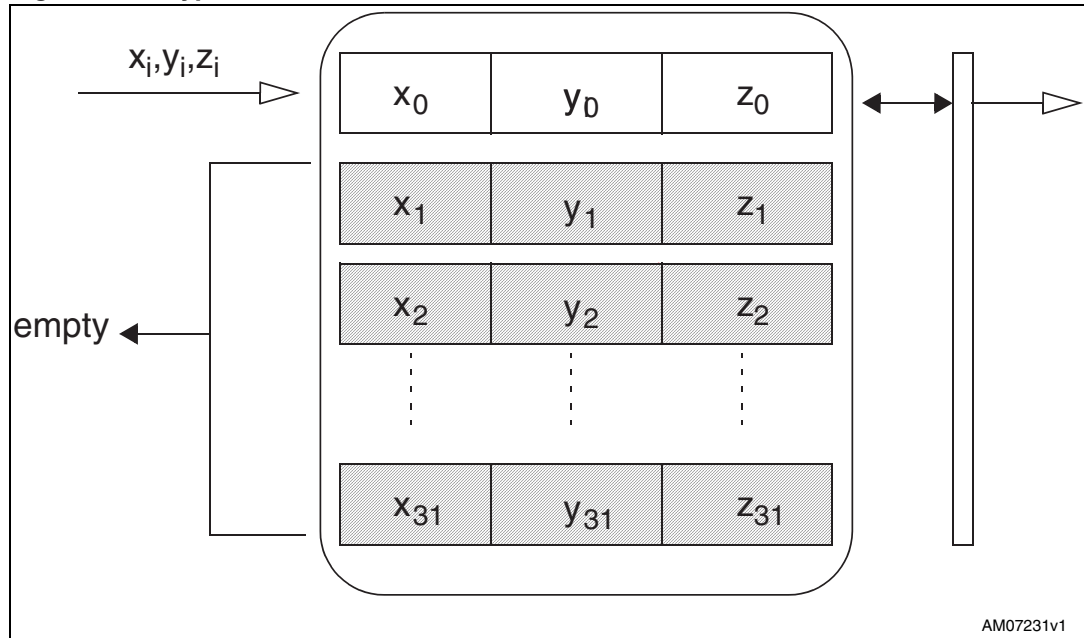 xi,yi,zi
x0 y0 z0
x1 y1 z1
x2 y2 z2
empty
x31 y31 z31
AM07231v1